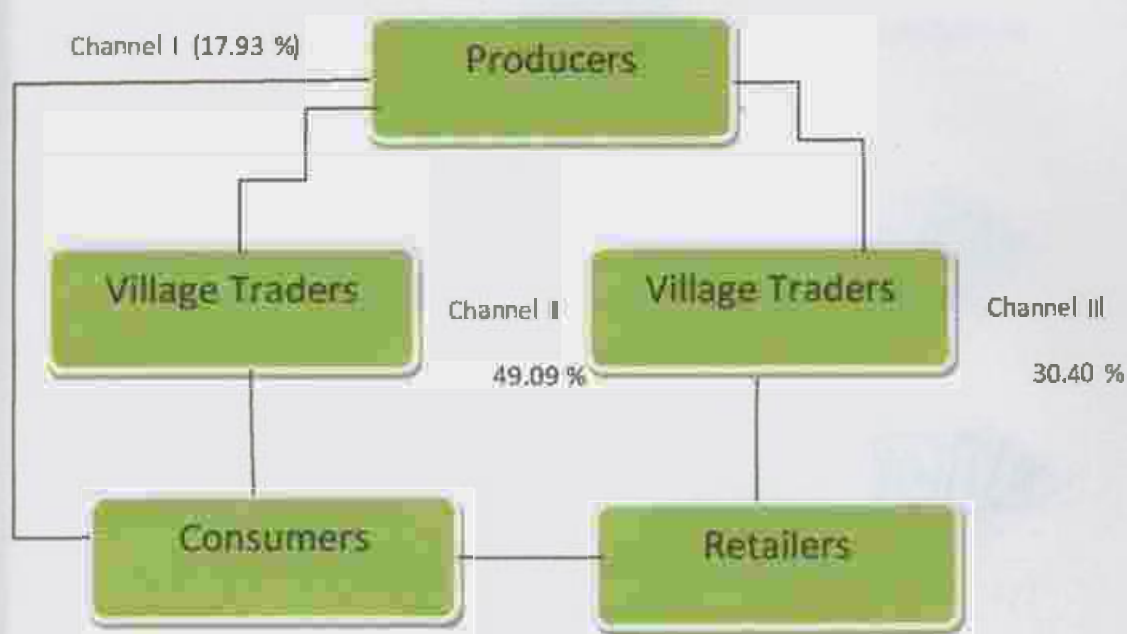 Channel I (17.93 %)
Producers
Village Traders
Channel II
49.09 %
Village Traders
Channel III
30.40 %
Consumers
Retailers